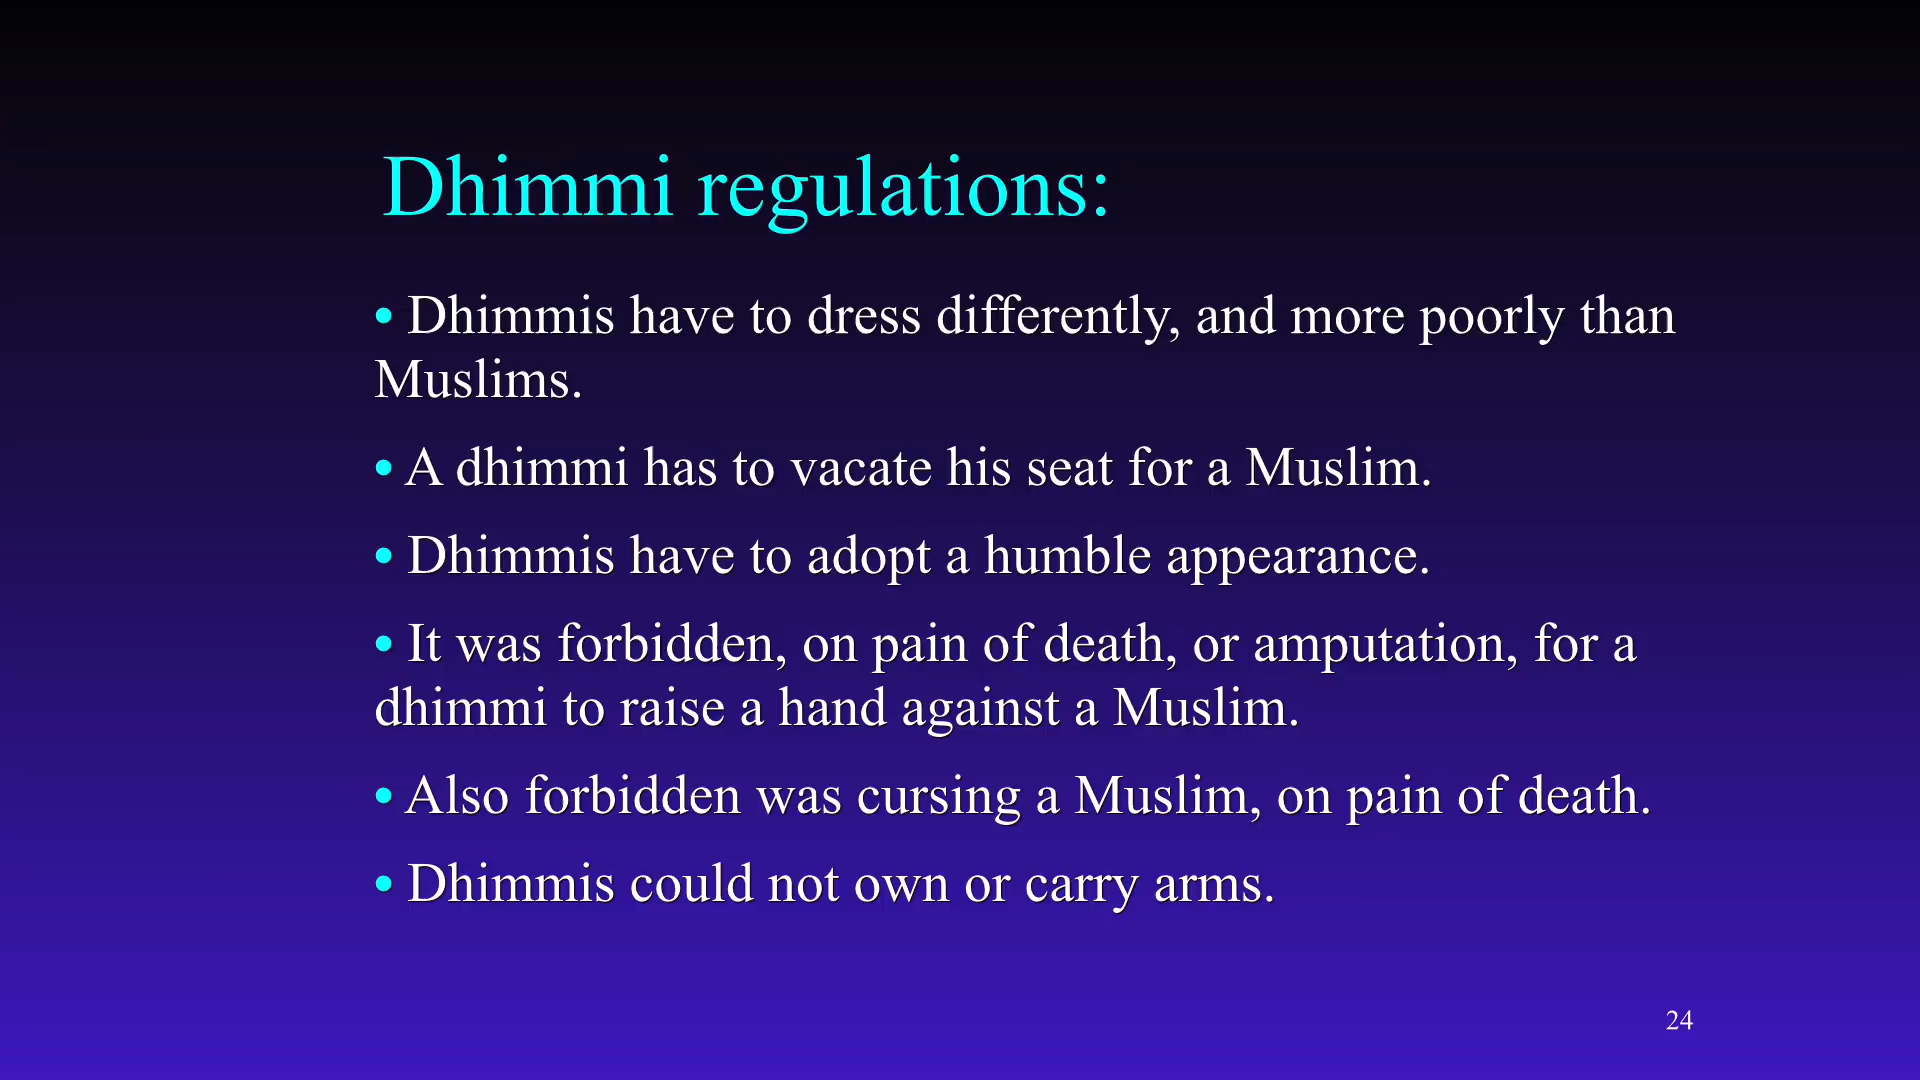 Dhimmi regulations:
• Dhimmis have to dress differently, and more poorly than
Muslims.
• A dhimmi has to vacate his seat for a Muslim.
• Dhimmis have to adopt a humble appearance.
• It was forbidden, on pain of death, or amputation, for a
dhimmi to raise a hand against a Muslim.
• Also forbidden was cursing a Muslim, on pain of death.
• Dhimmis could not own or carry arms.
24